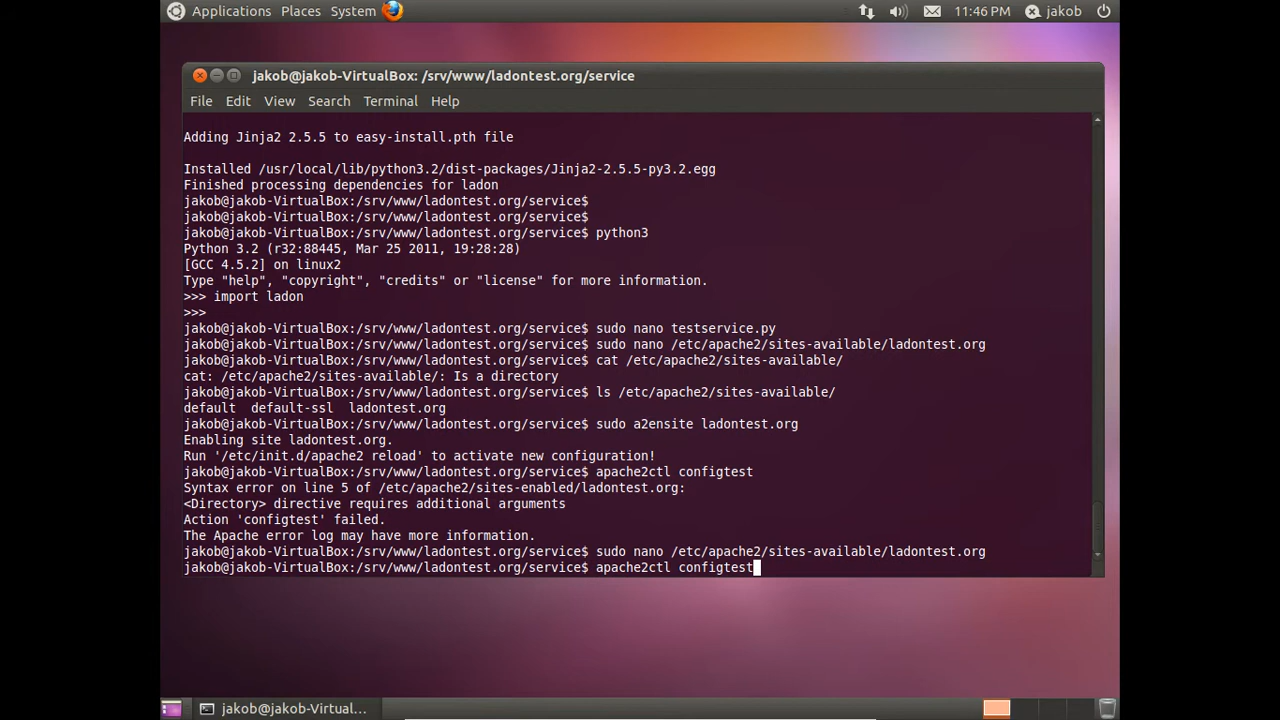 Applications Places System 11:46 PM jakob
jakob@jakob-VirtualBox: /srv/www/ladontest.org/service
File Edit View Search Terminal Help
Adding Jinja2 2.5.5 to easy-install.pth file
Installed /usr/local/lib/python3.2/dist-packages/Jinja2-2.5.5-py3.2.egg
Finished processing dependencies for ladon
jakob@jakob-VirtualBox:/srv/www/ladontest.org/service$
jakob@jakob-VirtualBox:/srv/www/ladontest.org/service$
jakob@jakob-VirtualBox:/srv/www/ladontest.org/service$ python3
Python 3.2 (r32:88445, Mar 25 2011, 19:28:28)
[GCC 4.5.2] on linux2
Type "help", "copyright", "credits" or "license" for more information.
>>> import ladon
>>>
jakob@jakob-VirtualBox:/srv/www/ladontest.org/service$ sudo nano testservice.py
jakob@jakob-VirtualBox:/srv/www/ladontest.org/service$ sudo nano /etc/apache2/sites-available/ladontest.org
jakob@jakob-VirtualBox:/srv/www/ladontest.org/service$ cat /etc/apache2/sites-available/
cat: /etc/apache2/sites-available/: Is a directory
jakob@jakob-VirtualBox:/srv/www/ladontest.org/service$ ls /etc/apache2/sites-available/
default  default-ssl  ladontest.org
jakob@jakob-VirtualBox:/srv/www/ladontest.org/service$ sudo a2ensite ladontest.org
Enabling site ladontest.org.
Run '/etc/init.d/apache2 reload' to activate new configuration!
jakob@jakob-VirtualBox:/srv/www/ladontest.org/service$ apache2ctl configtest
Syntax error on line 5 of /etc/apache2/sites-enabled/ladontest.org:
<Directory> directive requires additional arguments
Action 'configtest' failed.
The Apache error log may have more information.
jakob@jakob-VirtualBox:/srv/www/ladontest.org/service$ sudo nano /etc/apache2/sites-available/ladontest.org
jakob@jakob-VirtualBox:/srv/www/ladontest.org/service$ apache2ctl configtest
jakob@jakob-Virtual...